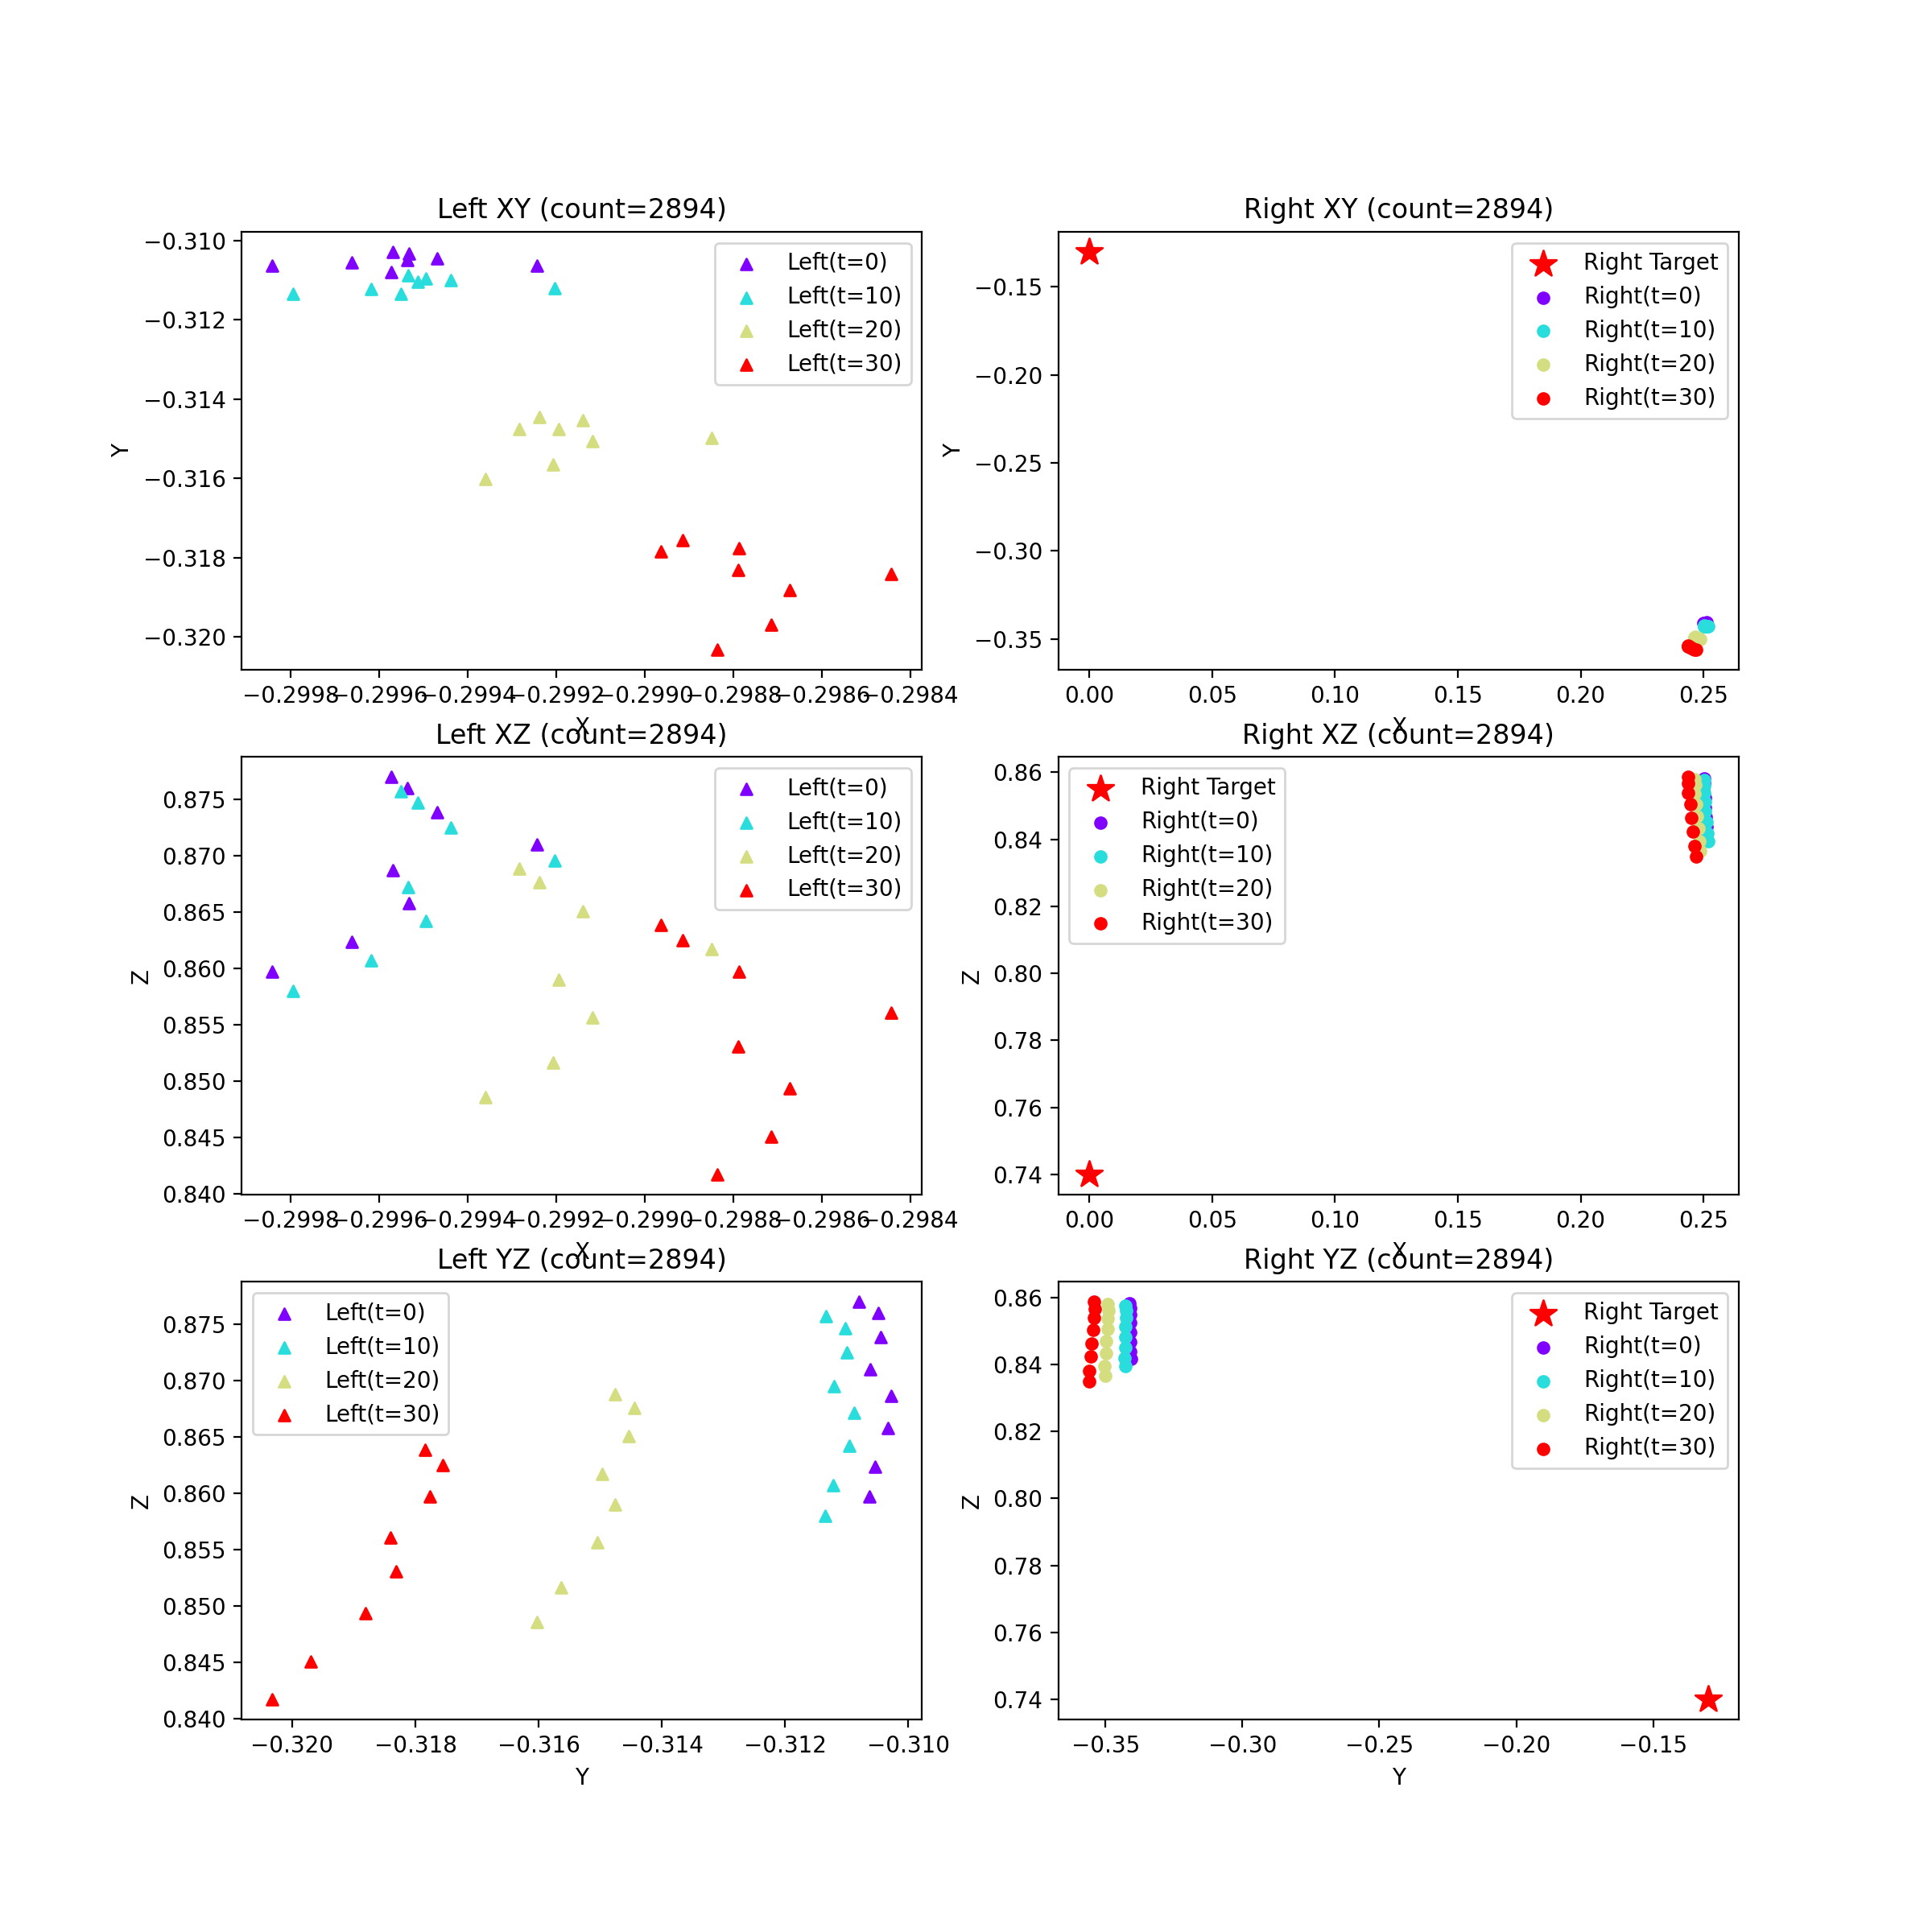 Left XY (count=2894)
Right XY (count=2894)
−0.310
−0.312
−0.314
−0.316
−0.318
−0.320
Y
Left(t=0)
Left(t=10)
Left(t=20)
Left(t=30)
−0.2998
−0.2996
−0.2994
−0.2992
−0.2990
−0.2988
−0.2986
−0.2984
X
−0.15
−0.20
−0.25
−0.30
−0.35
Y
Right Target
Right(t=0)
Right(t=10)
Right(t=20)
Right(t=30)
0.00
0.05
0.10
0.15
0.20
0.25
X
Left XZ (count=2894)
Right XZ (count=2894)
0.875
0.870
0.865
0.860
0.855
0.850
0.845
0.840
Z
Left(t=0)
Left(t=10)
Left(t=20)
Left(t=30)
−0.2998
−0.2996
−0.2994
−0.2992
−0.2990
−0.2988
−0.2986
−0.2984
X
0.86
0.84
0.82
0.80
0.78
0.76
0.74
Z
Right Target
Right(t=0)
Right(t=10)
Right(t=20)
Right(t=30)
0.00
0.05
0.10
0.15
0.20
0.25
X
Left YZ (count=2894)
Right YZ (count=2894)
0.875
0.870
0.865
0.860
0.855
0.850
0.845
0.840
Z
Left(t=0)
Left(t=10)
Left(t=20)
Left(t=30)
−0.320
−0.318
−0.316
−0.314
−0.312
−0.310
Y
0.86
0.84
0.82
0.80
0.78
0.76
0.74
Z
Right Target
Right(t=0)
Right(t=10)
Right(t=20)
Right(t=30)
−0.35
−0.30
−0.25
−0.20
−0.15
Y